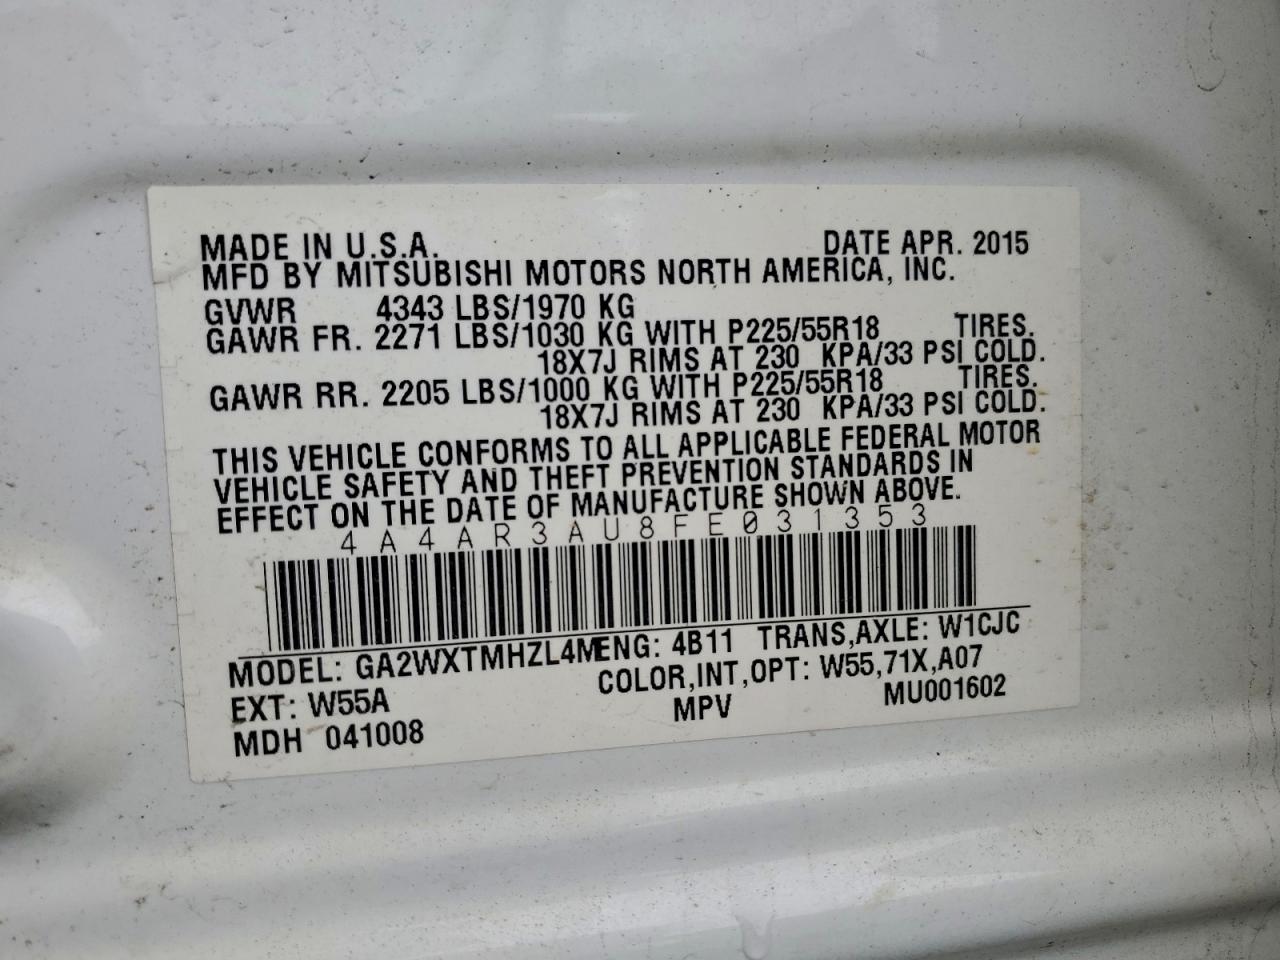 MADE IN U.S.A. DATE APR. 2015
MFD BY MITSUBISHI MOTORS NORTH AMERICA, INC.
GVWR 4343 LBS/1970 KG
GAWR FR. 2271 LBS/1030 KG WITH P225/55R18 TIRES.
18X7J RIMS AT 230 KPA/33 PSI COLD.
GAWR RR. 2205 LBS/1000 KG WITH P225/55R18 TIRES.
18X7J RIMS AT 230 KPA/33 PSI COLD.
THIS VEHICLE CONFORMS TO ALL APPLICABLE FEDERAL MOTOR
VEHICLE SAFETY AND THEFT PREVENTION STANDARDS IN
EFFECT ON THE DATE OF MANUFACTURE SHOWN ABOVE.
4A4AR3AU8FE031353
MODEL: GA2WXTMHZL4M ENG: 4B11 TRANS,AXLE: W1CJC
EXT: W55A COLOR,INT,OPT: W55,71X,A07
MDH 041008 MPV MU001602